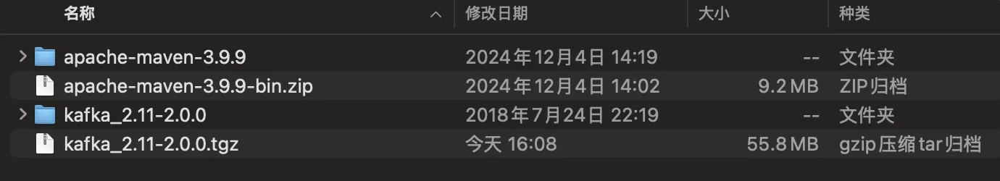 名称 修改日期 大小 种类
apache-maven-3.9.9 2024年12月4日 14:19 -- 文件夹
apache-maven-3.9.9-bin.zip 2024年12月4日 14:02 9.2 MB ZIP归档
kafka_2.11-2.0.0 2018年7月24日 22:19 -- 文件夹
kafka_2.11-2.0.0.tgz 今天 16:08 55.8 MB gzip压缩tar归档